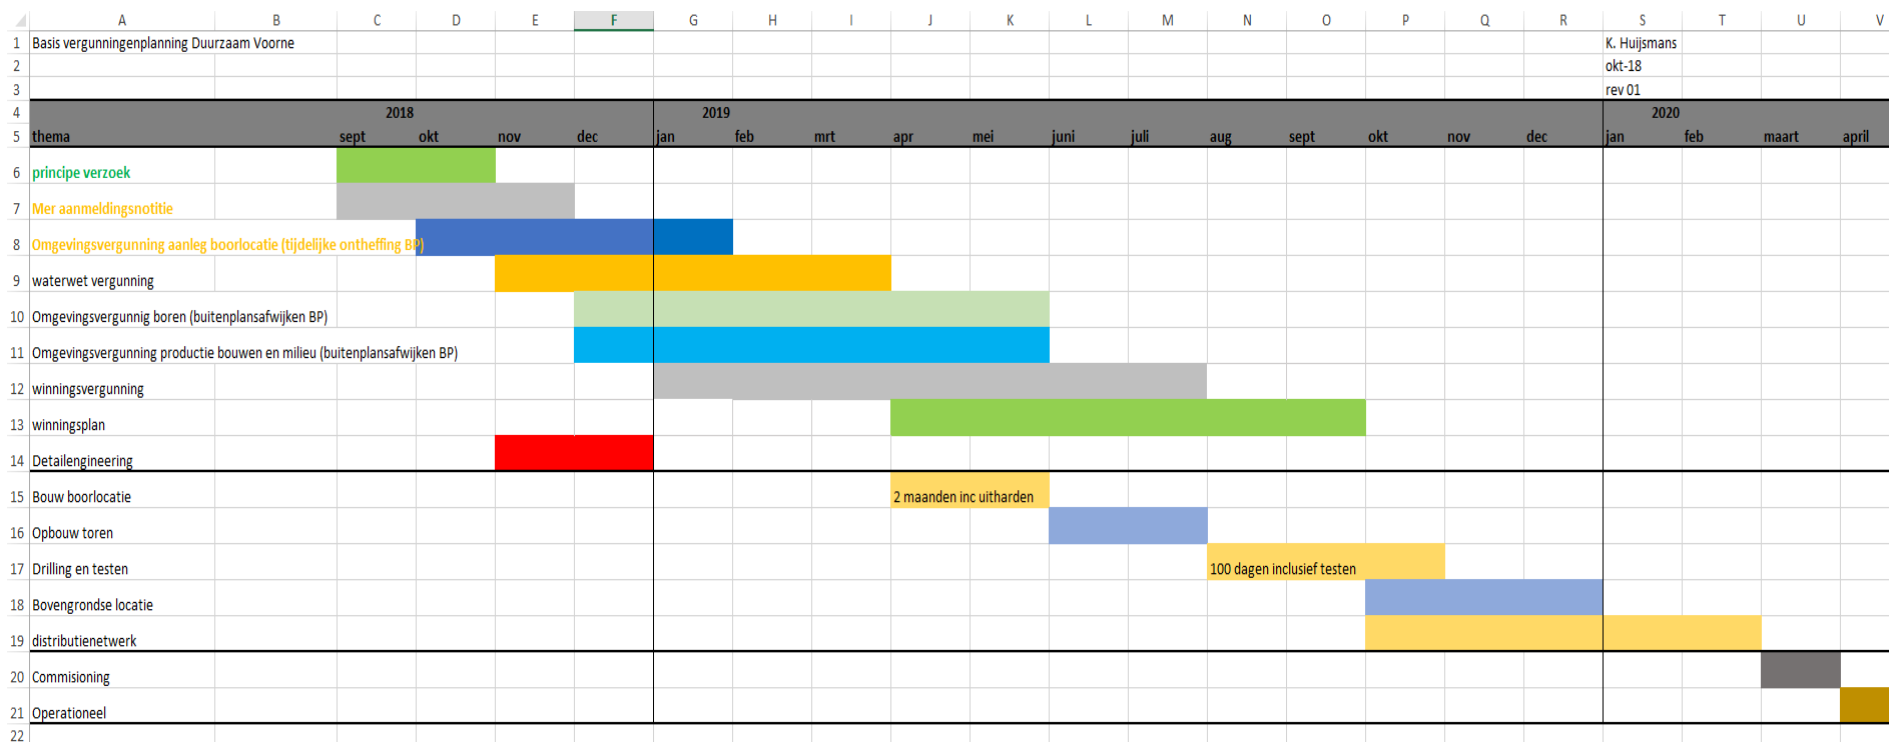 A B C D E F G H I J K L M N O P Q R S T U V
1 Basis vergunningenplanning Duurzaam Voorne K. Huijsmans
2 okt-18
3 rev 01
4 2018 2019 2020
5 thema sept okt nov dec jan feb mrt apr mei juni juli aug sept okt nov dec jan feb maart april
6 principe verzoek
7 Mer aanmeldingsnotitie
8 Omgevingsvergunning aanleg boorlocatie (tijdelijke ontheffing BP)
9 waterwet vergunning
10 Omgevingsvergunnig boren (buitenplansafwijken BP)
11 Omgevingsvergunning productie bouwen en milieu (buitenplansafwijken BP)
12 winningsvergunning
13 winningsplan
14 Detailengineering
15 Bouw boorlocatie 2 maanden inc uitharden
16 Opbouw toren
17 Drilling en testen 100 dagen inclusief testen
18 Bovengrondse locatie
19 distributienetwerk
20 Commisioning
21 Operationeel
22